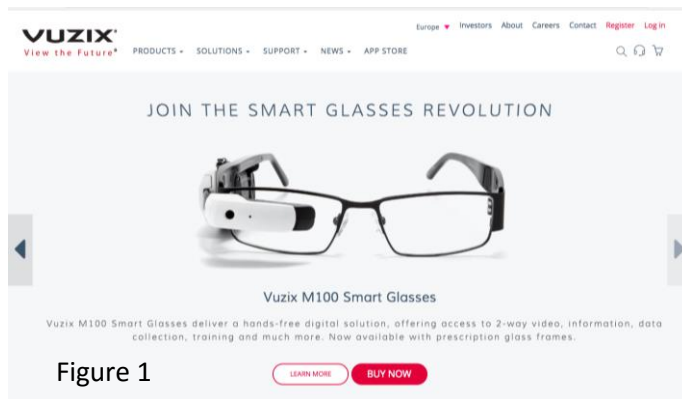 Europe Investors About Careers Contact Register Log In
VUZIX
View the Future®
PRODUCTS SOLUTIONS SUPPORT NEWS APP STORE
JOIN THE SMART GLASSES REVOLUTION
Vuzix M100 Smart Glasses
Vuzix M100 Smart Glasses deliver a hands-free digital solution, offering access to 2-way video, information, data
collection, training and much more. Now available with prescription glass frames.
Figure 1
LEARN MORE BUY NOW